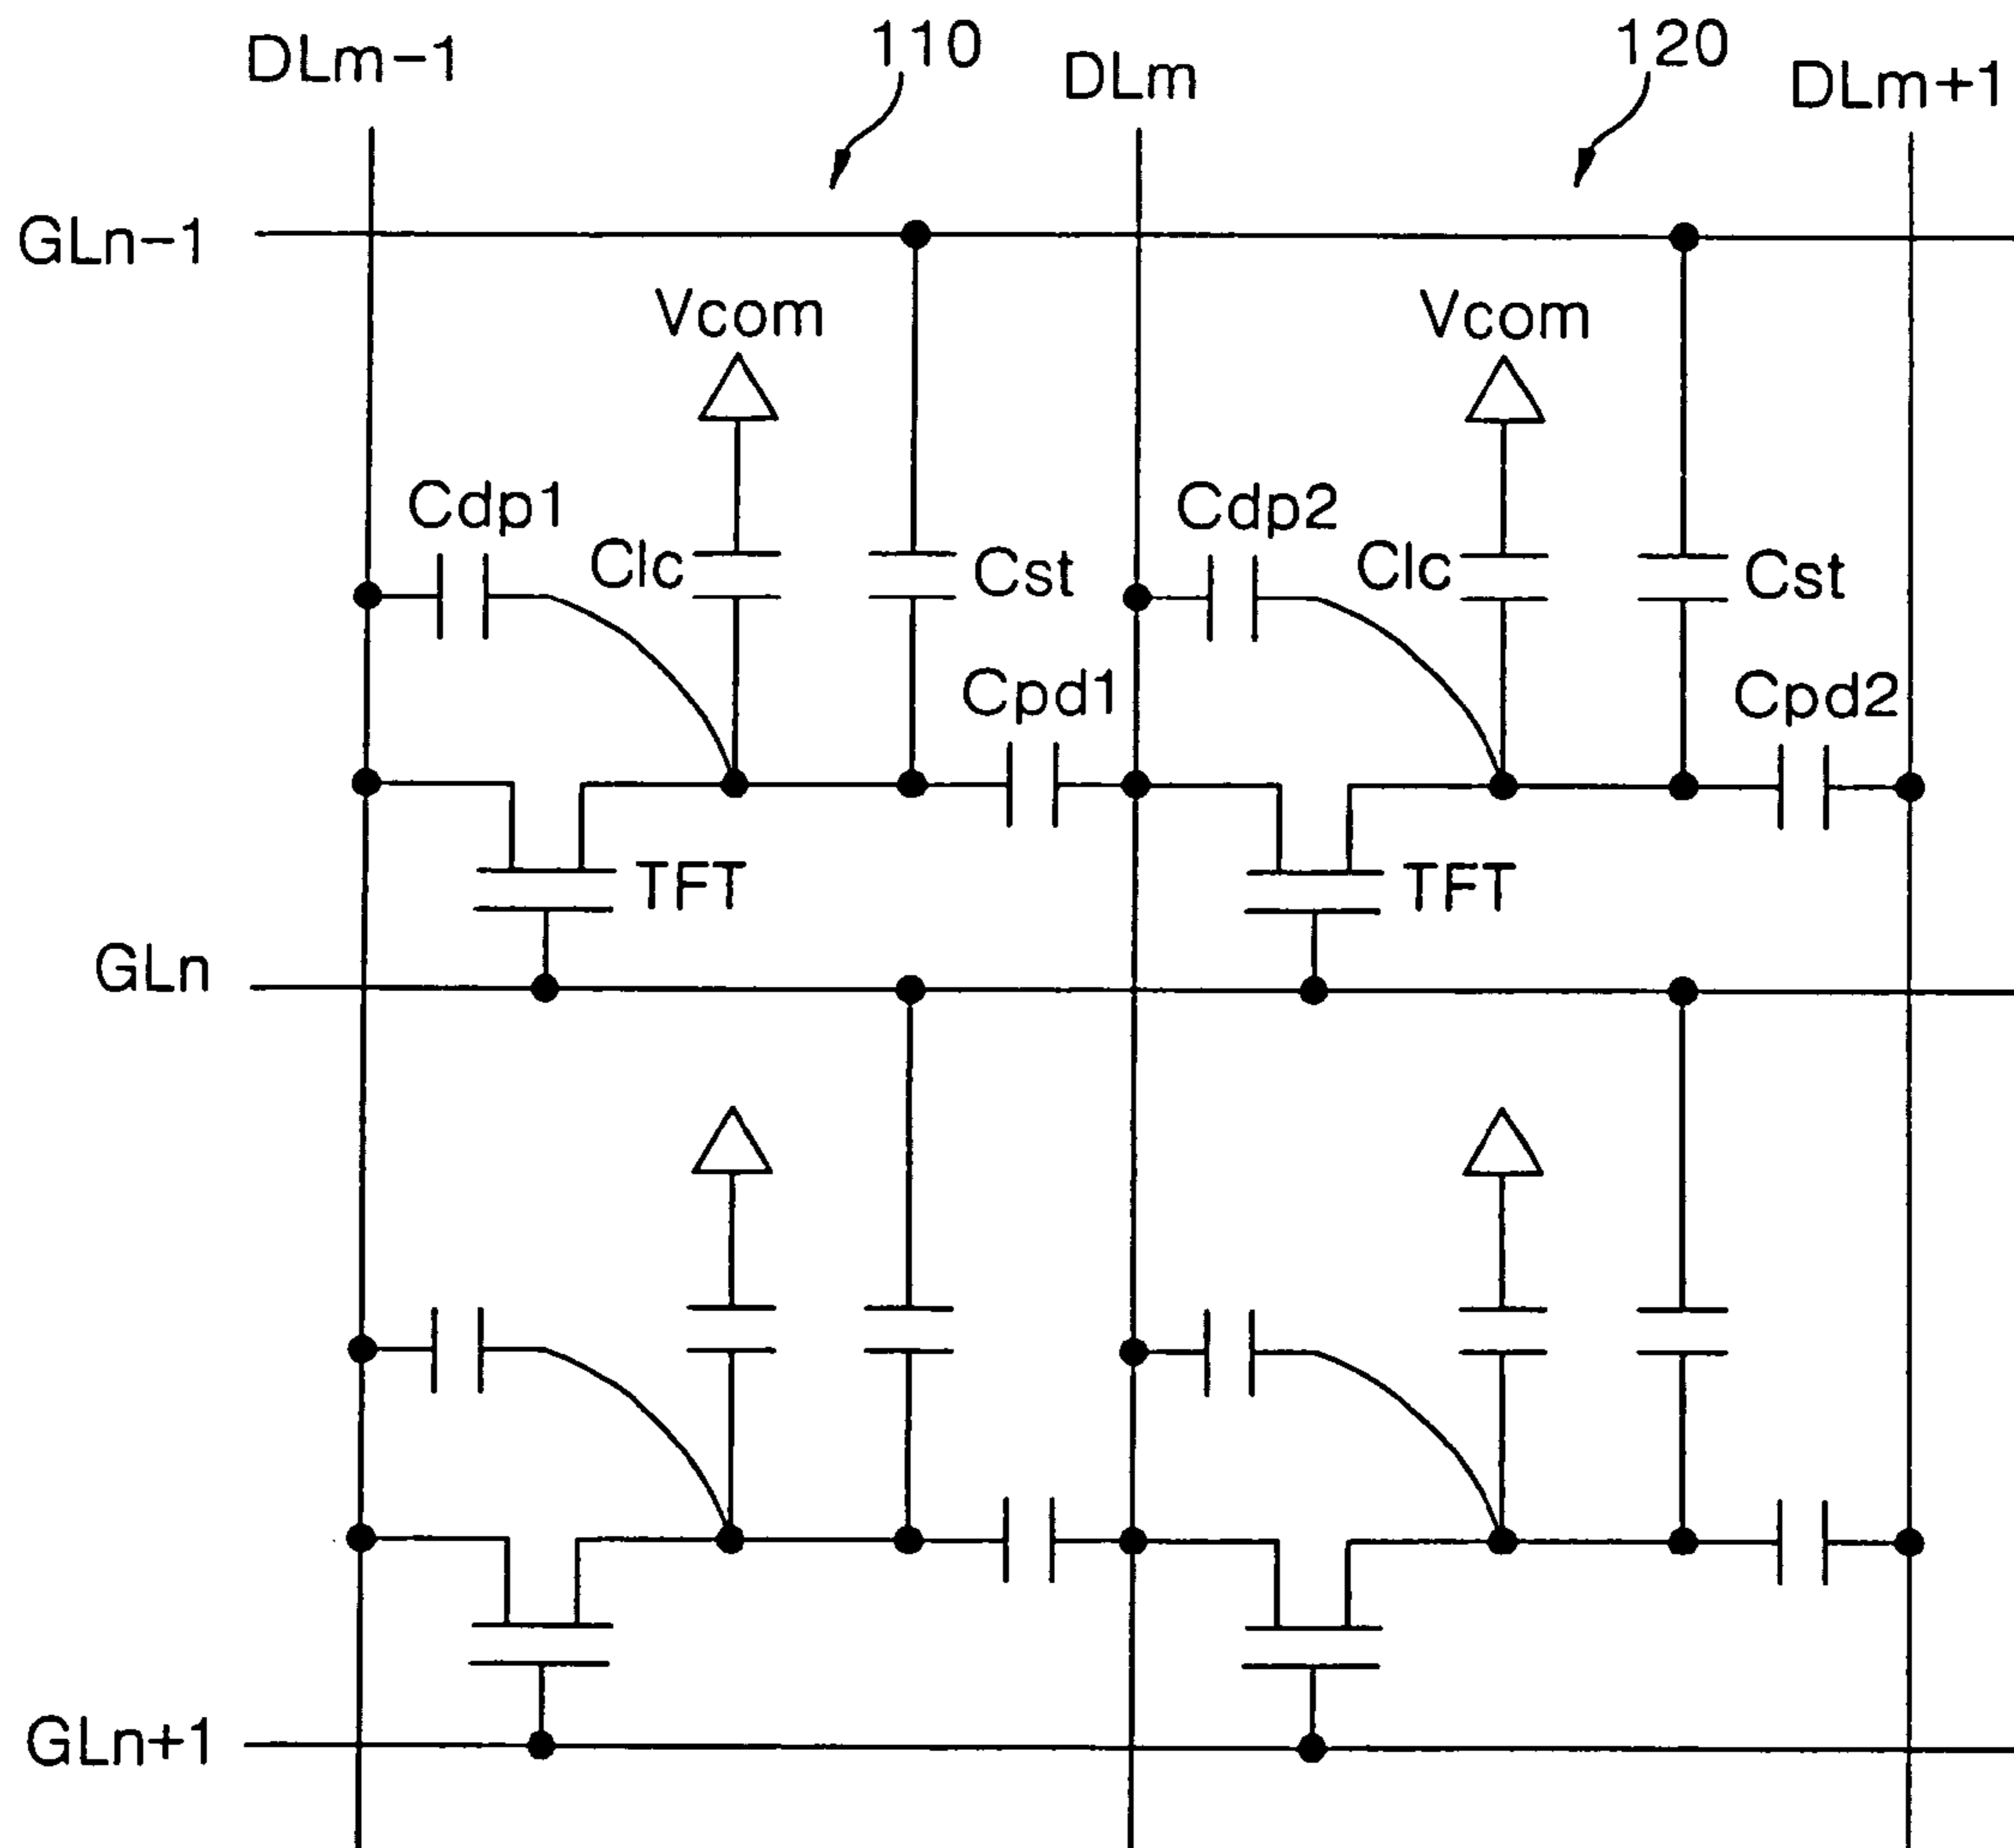 DLm-1
110
DLm
120
DLm+1
GLn-1
Vcom
Vcom
Cdp1
Clc
Cst
Cdp2
Clc
Cst
Cpd1
Cpd2
TFT
TFT
GLn
GLn+1